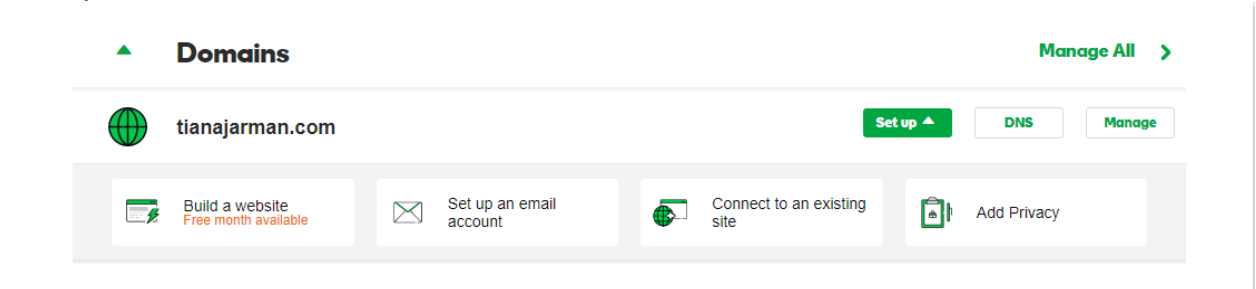 Domains
Manage All
tianajarman.com
Set up
DNS
Manage
Build a website
Free month available
Set up an email
account
Connect to an existing
site
Add Privacy